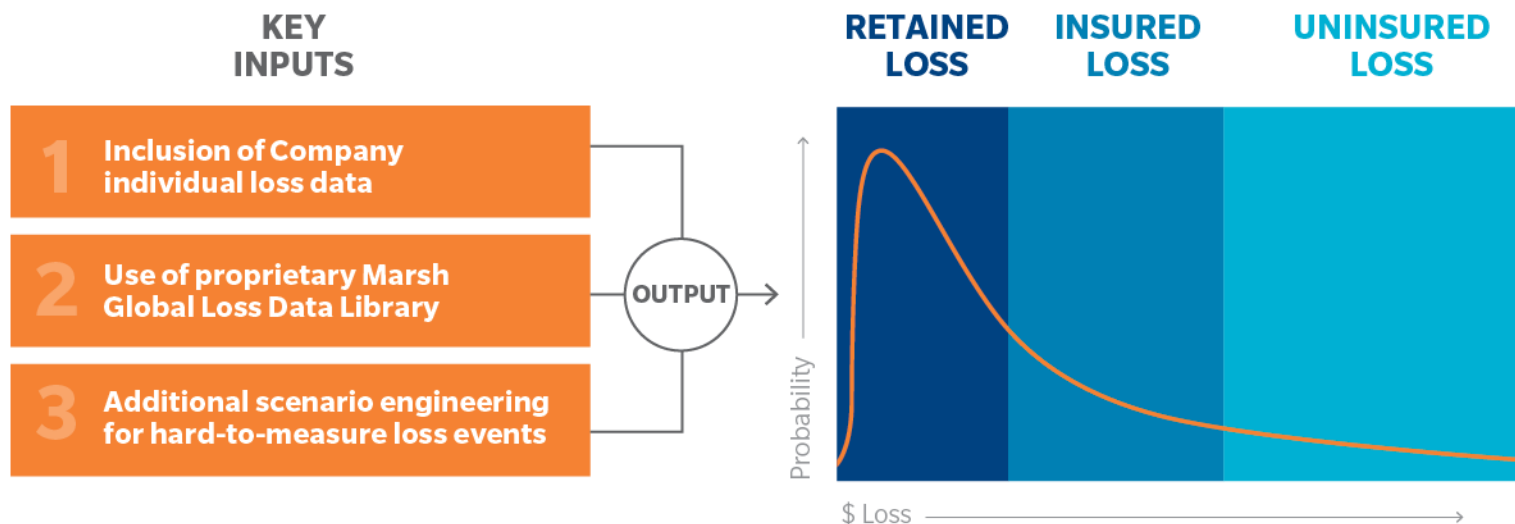 KEY
INPUTS
1
Inclusion of Company
individual loss data
2
Use of proprietary Marsh
Global Loss Data Library
3
Additional scenario engineering
for hard-to-measure loss events
OUTPUT
RETAINED
LOSS
INSURED
LOSS
UNINSURED
LOSS
Probability
$ Loss